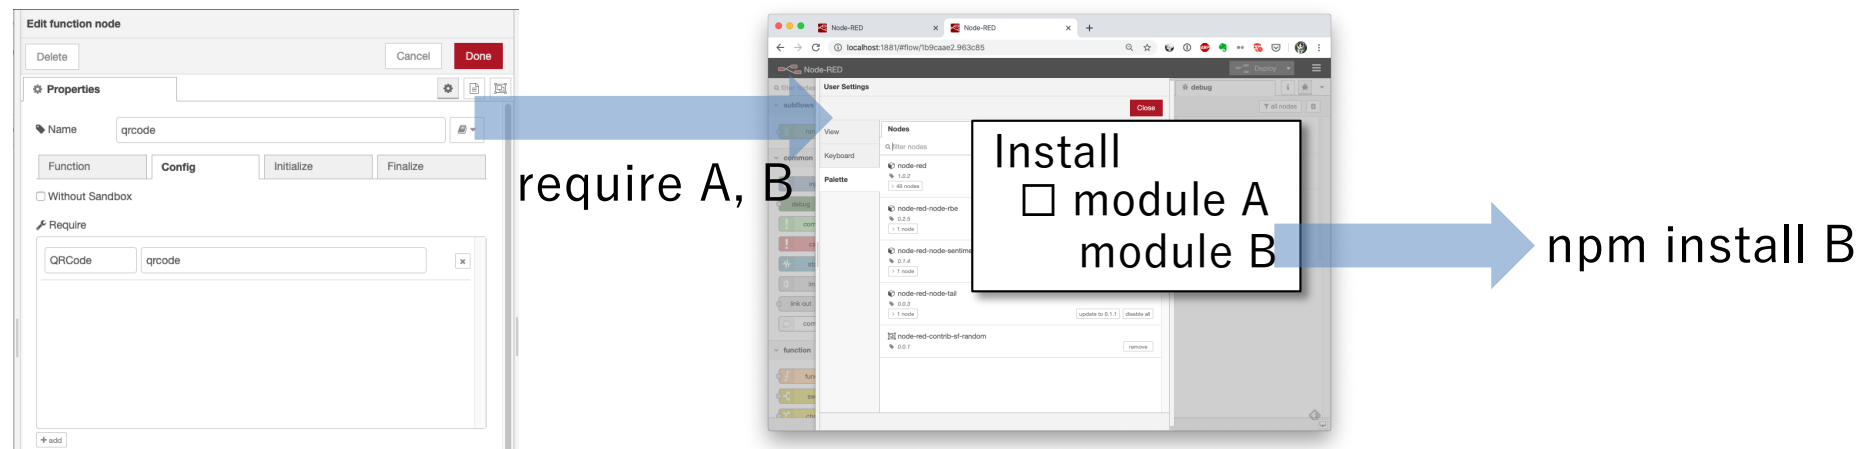 Edit function node
Delete
Cancel
Done
Properties
Name
qrcode
Function
Config
Initialize
Finalize
Without Sandbox
Require
QRCode
qrcode
+ add
require A, B
Node-RED
Node-RED
localhost:1881/#flow/1b9caae2.963c85
Node-RED
Deploy
filter nodes
User Settings
debug
subflows
Close
all nodes
View
Nodes
filter nodes
common
Keyboard
node-red
1.0.2
48 nodes
Palette
debug
node-red-node-rbe
0.2.5
1 node
node-red-node-sentime
0.1.4
1 node
node-red-node-tail
0.0.3
link out
1 node
update to 0.1.1
disable all
node-red-contrib-sf-random
0.0.1
remove
function
Install
module A
module B
npm install B